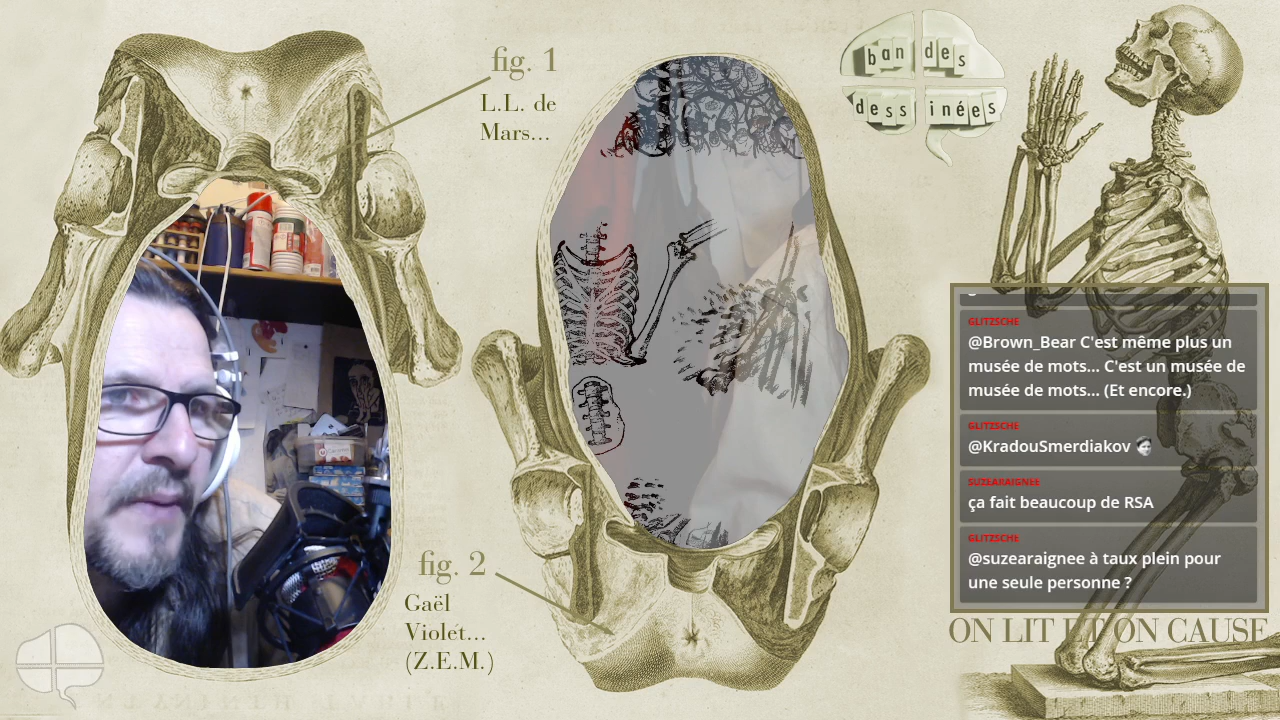 fig. 1
L.L. de
Mars...
ban des
dess inées
GLITZSCHE
@Brown_Bear C'est même plus un
musée de mots... C'est un musée de
musée de mots... (Et encore.)
GLITZSCHE
@KradouSmerdiakov
SUZEARAIGNEE
ça fait beaucoup de RSA
GLITZSCHE
@suzearaignee à taux plein pour
une seule personne ?
fig. 2
Gaël
Violet...
(Z.E.M.)
ON LIT ET ON CAUSE